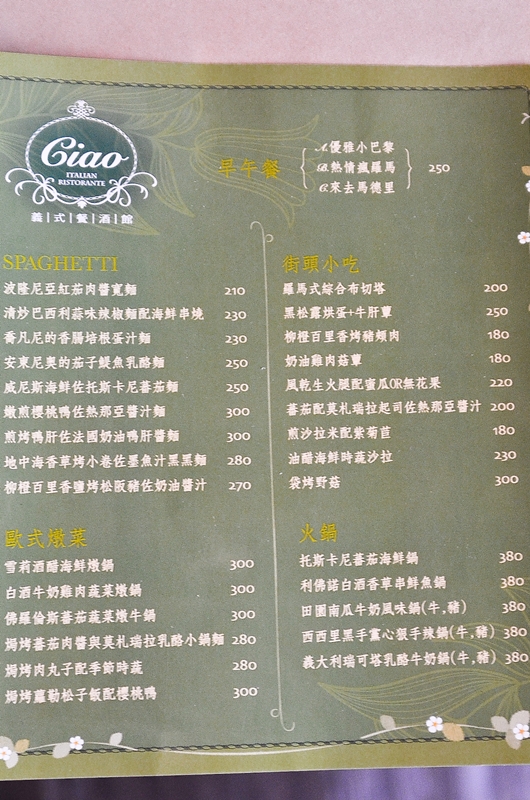 Ciao
ITALIAN
RISTORANTE
義|式|餐|酒|館
早午餐
A.優雅小巴黎
B.熱情瘋羅馬
C.來去馬德里
250
SPAGHETTI
波隆尼亞紅茄肉醬寬麵 210
清炒巴西利蒜味辣椒麵配海鮮串燒 230
喬凡尼的香腸培根蛋汁麵 230
安東尼奧的茄子鯷魚乳酪麵 250
威尼斯海鮮佐托斯卡尼蕃茄麵 250
嫩煎櫻桃鴨佐熱那亞醬汁麵 300
煎烤鴨肝佐法國奶油鴨肝醬麵 300
地中海香草烤小卷佐墨魚汁黑黑麵 280
柳橙百里香鹽烤松阪豬佐奶油醬汁 270
歐式燉菜
雪莉酒醋海鮮燉鍋 300
白酒牛奶雞肉蔬菜燉鍋 300
佛羅倫斯蕃茄蔬菜燉牛鍋 300
焗烤蕃茄肉醬與莫札瑞拉乳酪小鍋麵 280
焗烤肉丸子配季節時蔬 280
焗烤蘿勒松子飯配櫻桃鴨 300
街頭小吃
羅馬式綜合布切塔 200
黑松露烘蛋+牛肝蕈 250
柳橙百里香烤豬頰肉 180
奶油雞肉菇蕈 180
風乾生火腿配蜜瓜OR無花果 220
蕃茄配莫札瑞拉起司佐熱那亞醬汁 200
煎沙拉米配紫菊苣 180
油醋海鮮時蔬沙拉 230
袋烤野菇 300
火鍋
托斯卡尼蕃茄海鮮鍋 380
利佛諾白酒香草串鮮魚鍋 380
田園南瓜牛奶風味鍋(牛,豬) 380
西西里黑手黨心狠手辣鍋(牛,豬) 380
義大利瑞可塔乳酪牛奶鍋(牛,豬) 380